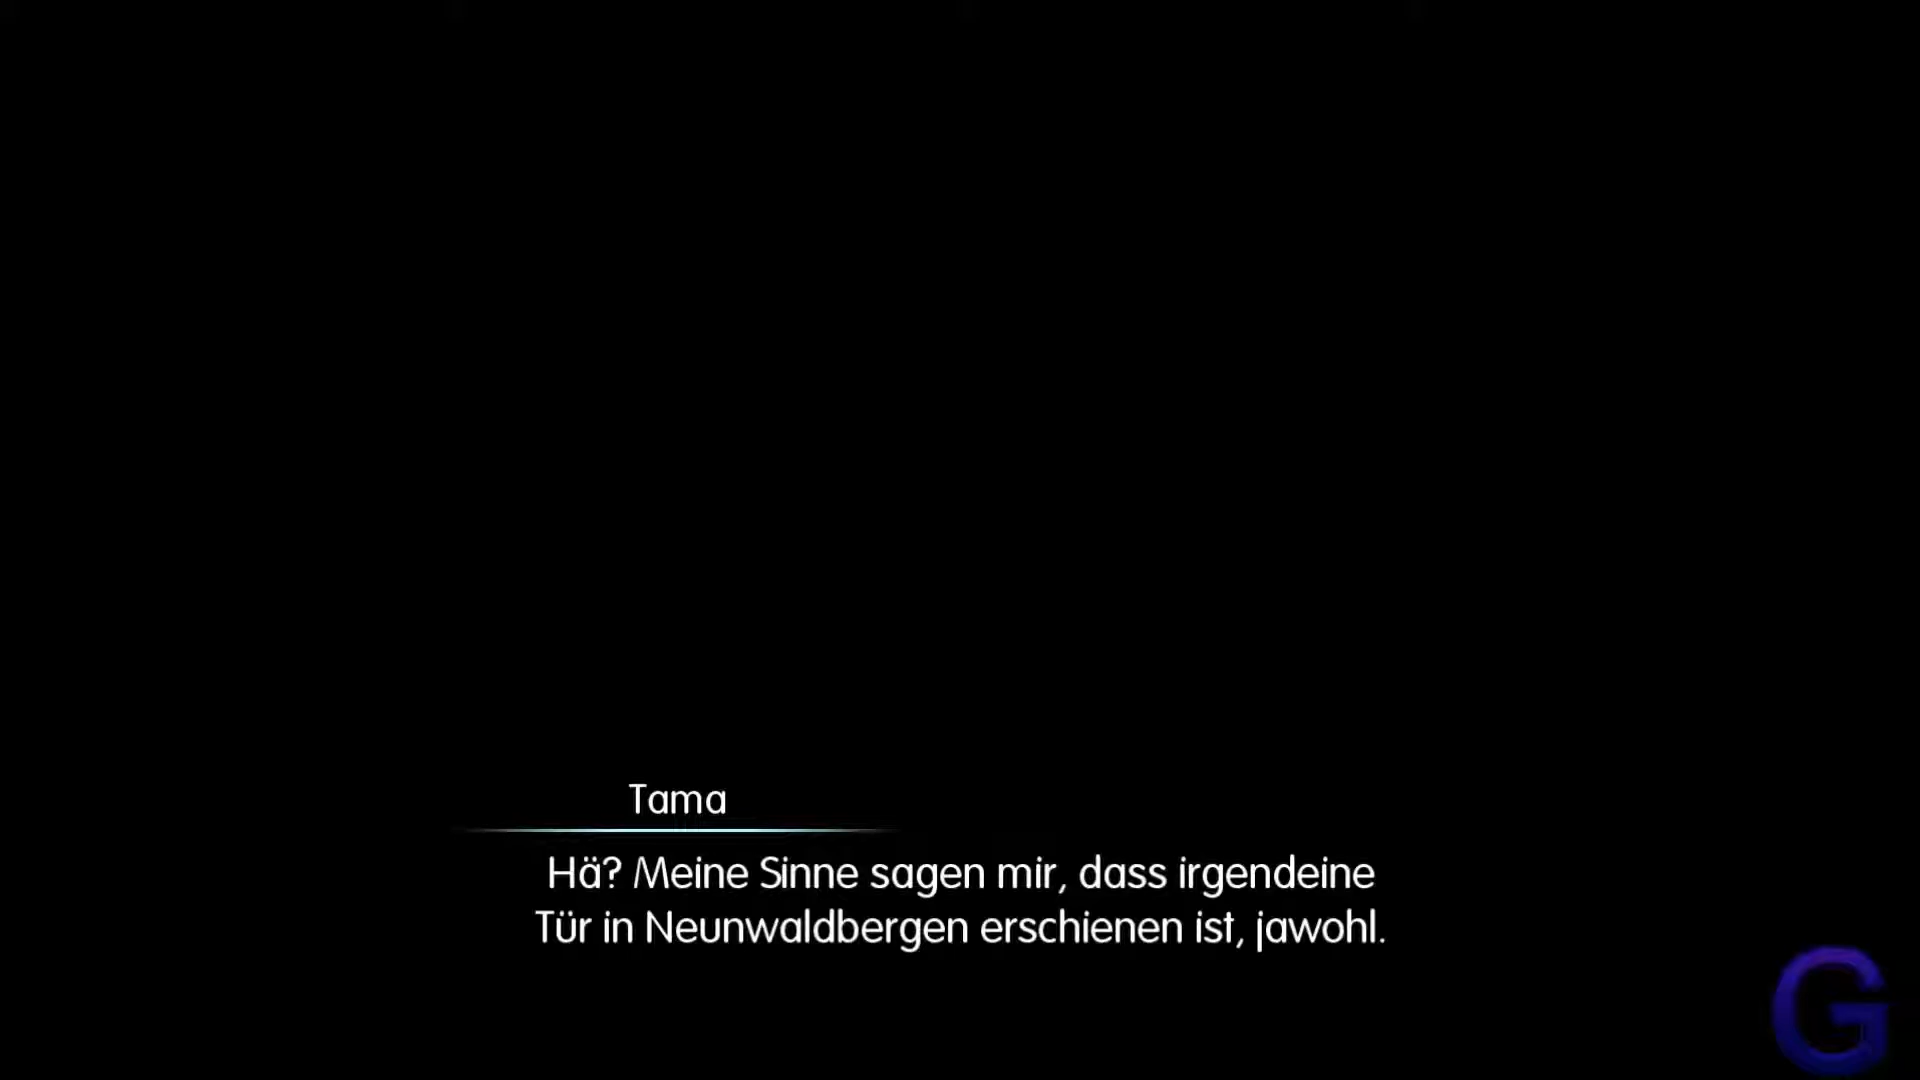 Tama
Hä? Meine Sinne sagen mir, dass irgendeine
Tür in Neunwaldbergen erschienen ist, jawohl.
G